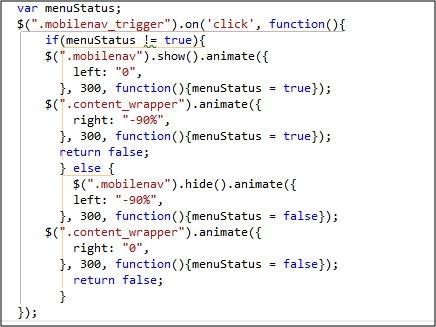 var menuStatus;
$(".mobilenav_trigger").on('click', function(){
if(menuStatus != true){
$(".mobilenav").show().animate({
left: "0",
}, 300, function(){menuStatus = true});
$(".content_wrapper").animate({
right: "-90%",
}, 300, function(){menuStatus = true});
return false;
} else {
$(".mobilenav").hide().animate({
left: "-90%",
}, 300, function(){menuStatus = false});
$(".content_wrapper").animate({
right: "0",
}, 300, function(){menuStatus = false});
return false;
}
});